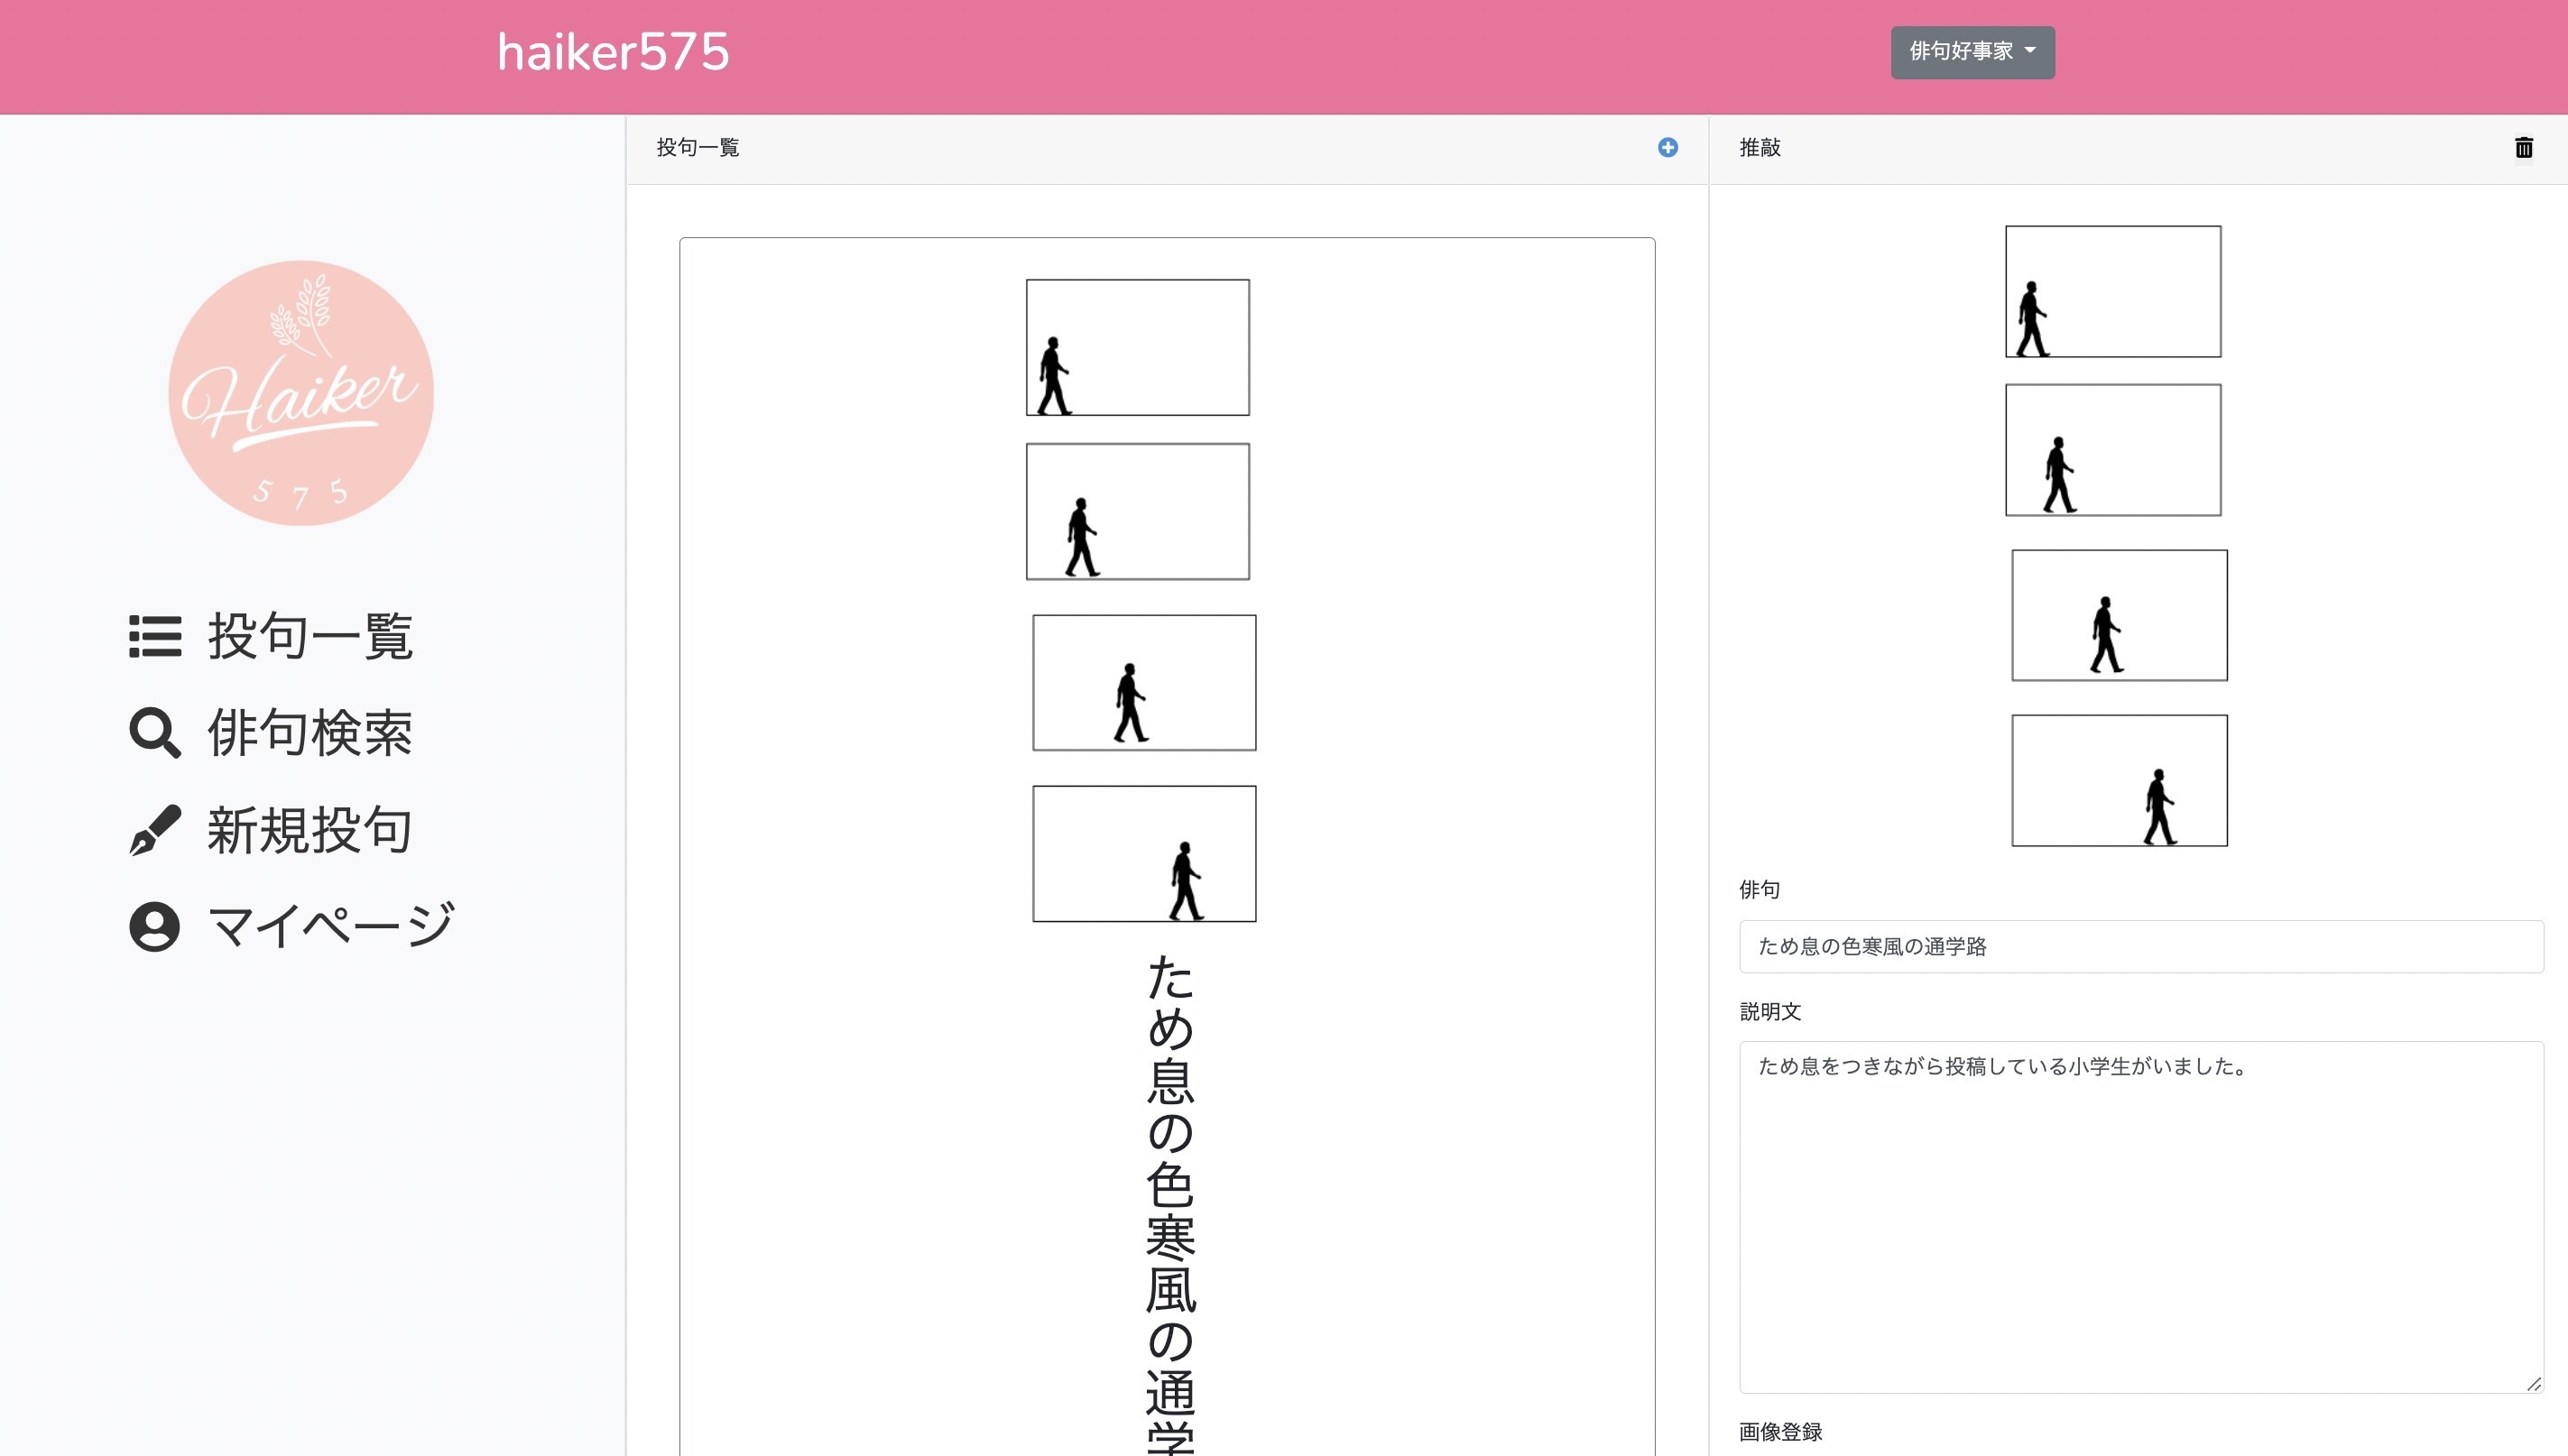 haiker575
俳句好事家
Haiker
5 7 5
投句一覧
俳句検索
新規投句
マイページ
投句一覧
ため息の色寒風の通学
推敲
俳句
ため息の色寒風の通学路
説明文
ため息をつきながら投稿している小学生がいました。
画像登録